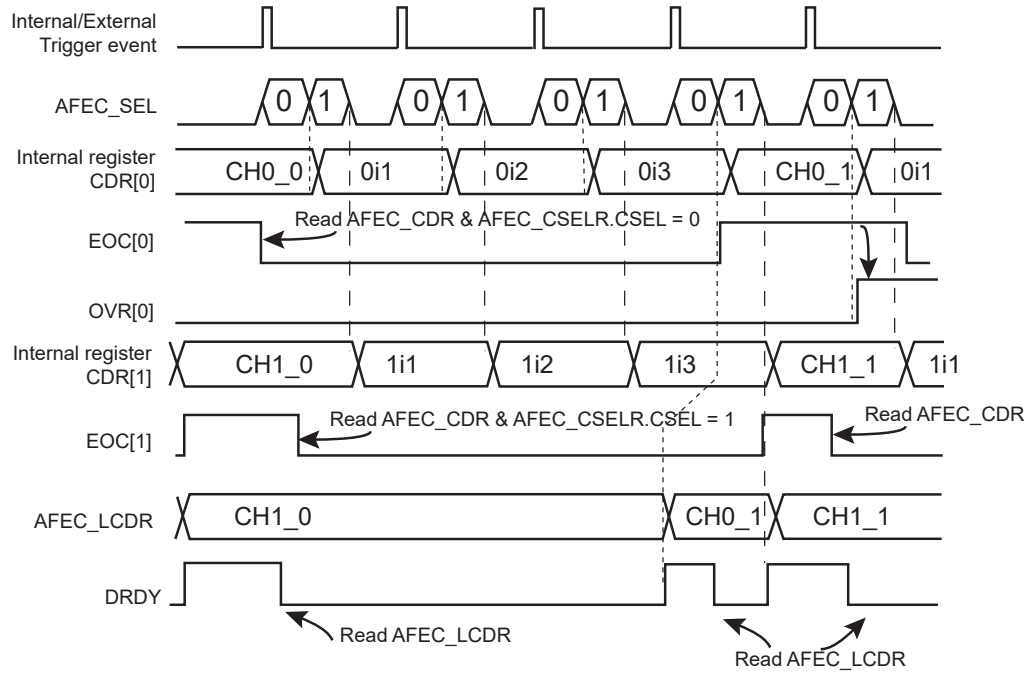 Internal/External
Trigger event
AFEC_SEL 0 1 0 1 0 1 0 1 0 1
Internal register
CDR[0] CH0_0 0i1 0i2 0i3 CH0_1 0i1
Read AFEC_CDR & AFEC_CSELR.CSEL = 0
EOC[0]
OVR[0]
Internal register
CDR[1] CH1_0 1i1 1i2 1i3 CH1_1 1i1
Read AFEC_CDR & AFEC_CSELR.CSEL = 1 Read AFEC_CDR
EOC[1]
AFEC_LCDR CH1_0 CH0_1 CH1_1
DRDY
Read AFEC_LCDR
Read AFEC_LCDR